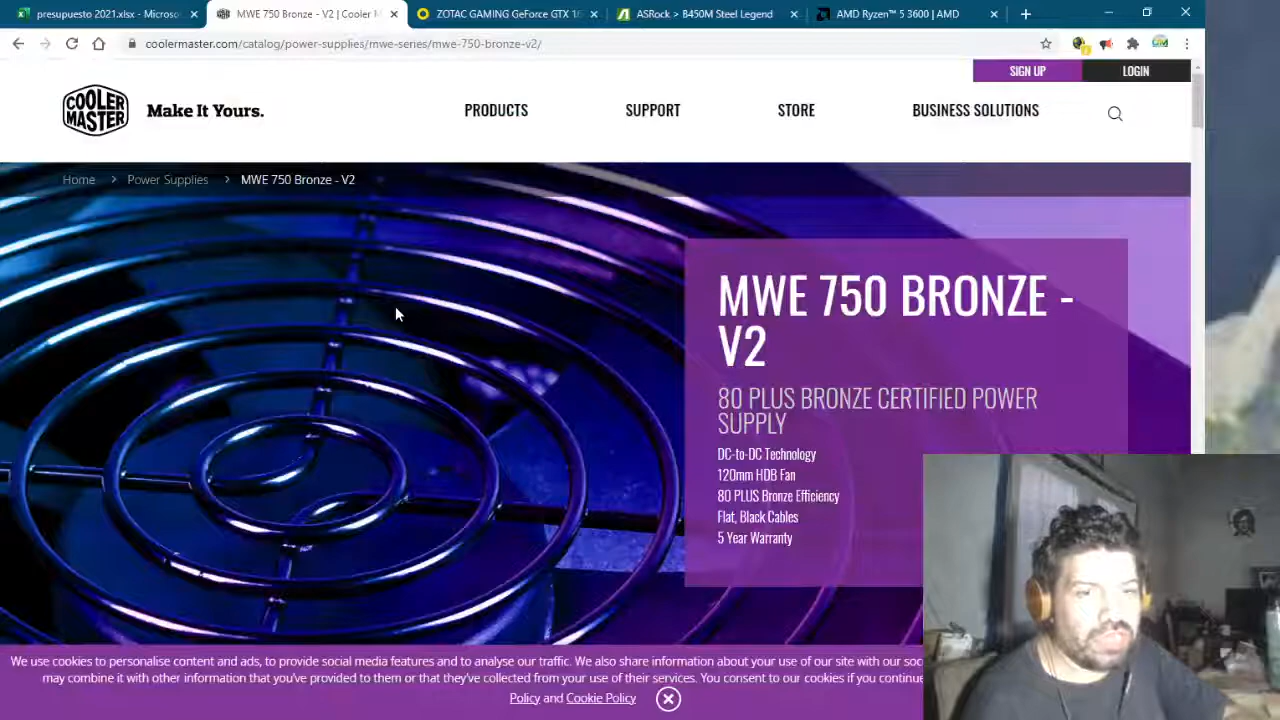 presupuesto 2021.xlsx - Microsof
MWE 750 Bronze - V2 | Cooler M
ZOTAC GAMING GeForce GTX 16
ASRock > B450M Steel Legend
AMD Ryzen™ 5 3600 | AMD
coolermaster.com/catalog/power-supplies/mwe-series/mwe-750-bronze-v2/
SIGN UP
LOGIN
COOLER
MASTER
Make It Yours.
PRODUCTS
SUPPORT
STORE
BUSINESS SOLUTIONS
Home > Power Supplies > MWE 750 Bronze - V2
MWE 750 BRONZE -
V2
80 PLUS BRONZE CERTIFIED POWER
SUPPLY
DC-to-DC Technology
120mm HDB Fan
80 PLUS Bronze Efficiency
Flat, Black Cables
5 Year Warranty
We use cookies to personalise content and ads, to provide social media features and to analyse our traffic. We also share information about your use of our site with our soc
may combine it with other information that you've provided to them or that they've collected from your use of their services. You consent to our cookies if you continue
Policy and Cookie Policy